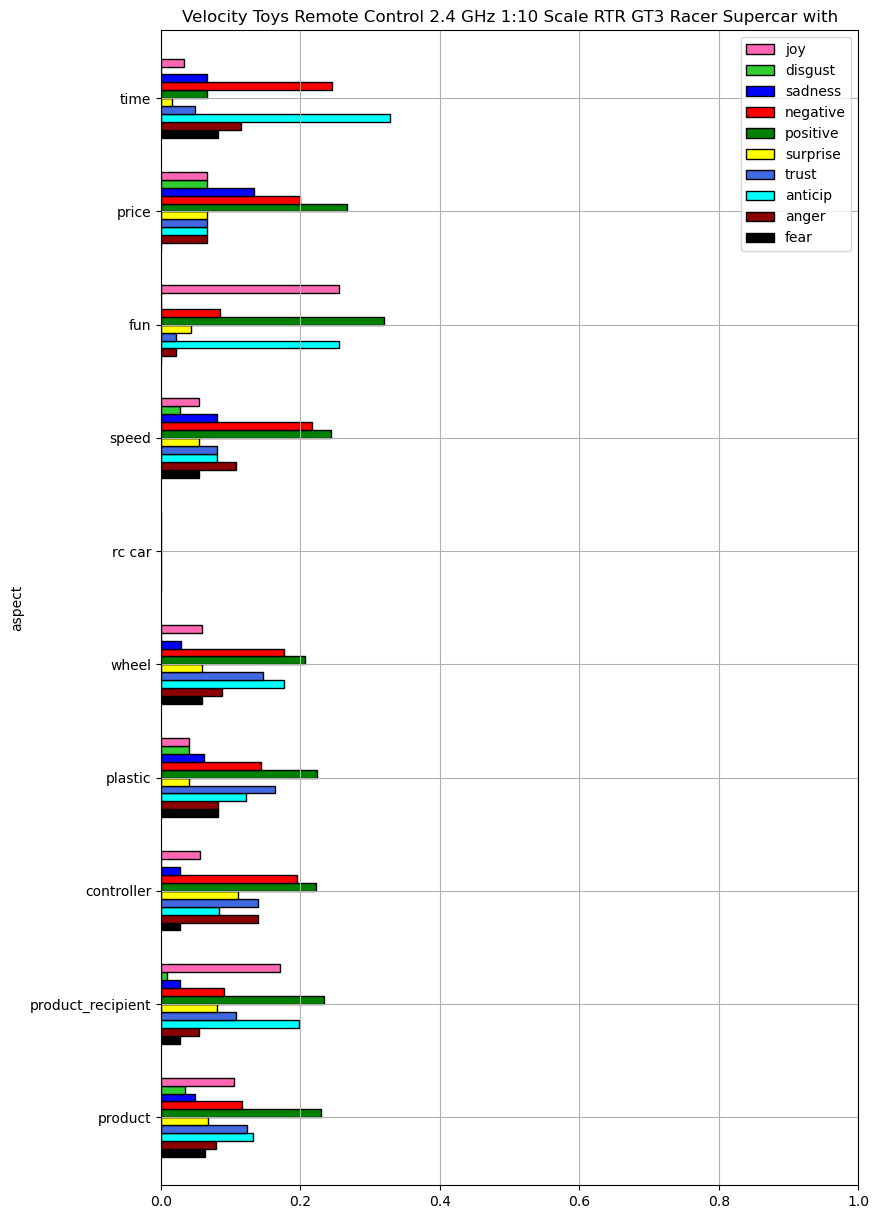 Velocity Toys Remote Control 2.4 GHz 1:10 Scale RTR GT3 Racer Supercar with
joy
disgust
sadness
negative
positive
surprise
trust
anticip
anger
fear
time
price
fun
speed
rc car
wheel
plastic
controller
product_recipient
product
aspect
0.0 0.2 0.4 0.6 0.8 1.0